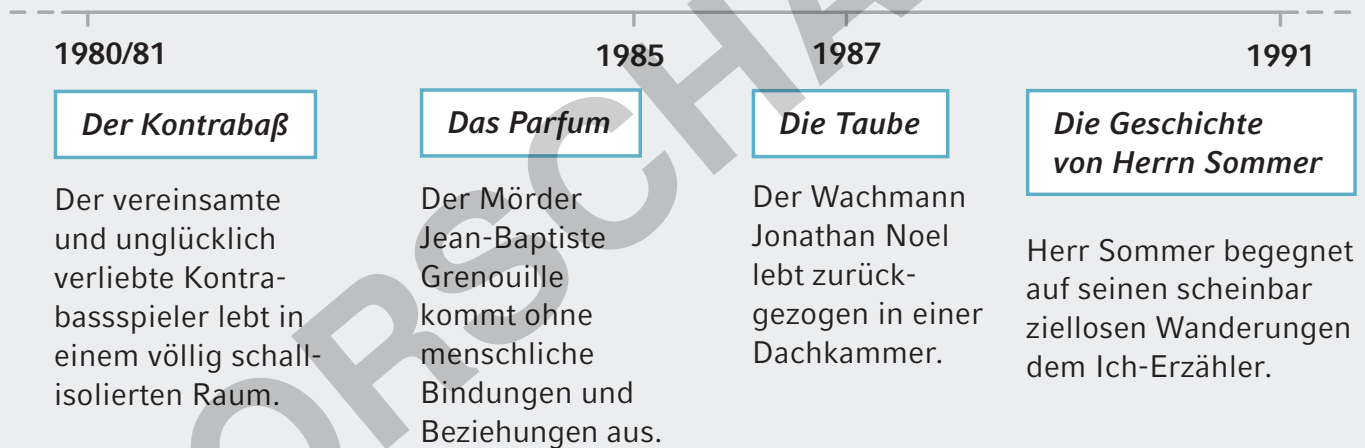 1980/81
1985
1987
1991
Der Kontrabaß
Der vereinsamte
und unglücklich
verliebte Kontra-
bassspieler lebt in
einem völlig schall-
isolierten Raum.
Das Parfum
Der Mörder
Jean-Baptiste
Grenouille
kommt ohne
menschliche
Bindungen und
Beziehungen aus.
Die Taube
Der Wachmann
Jonathan Noel
lebt zurück-
gezogen in einer
Dachkammer.
Die Geschichte
von Herrn Sommer
Herr Sommer begegnet
auf seinen scheinbar
ziellosen Wanderungen
dem Ich-Erzähler.
ORSCHA